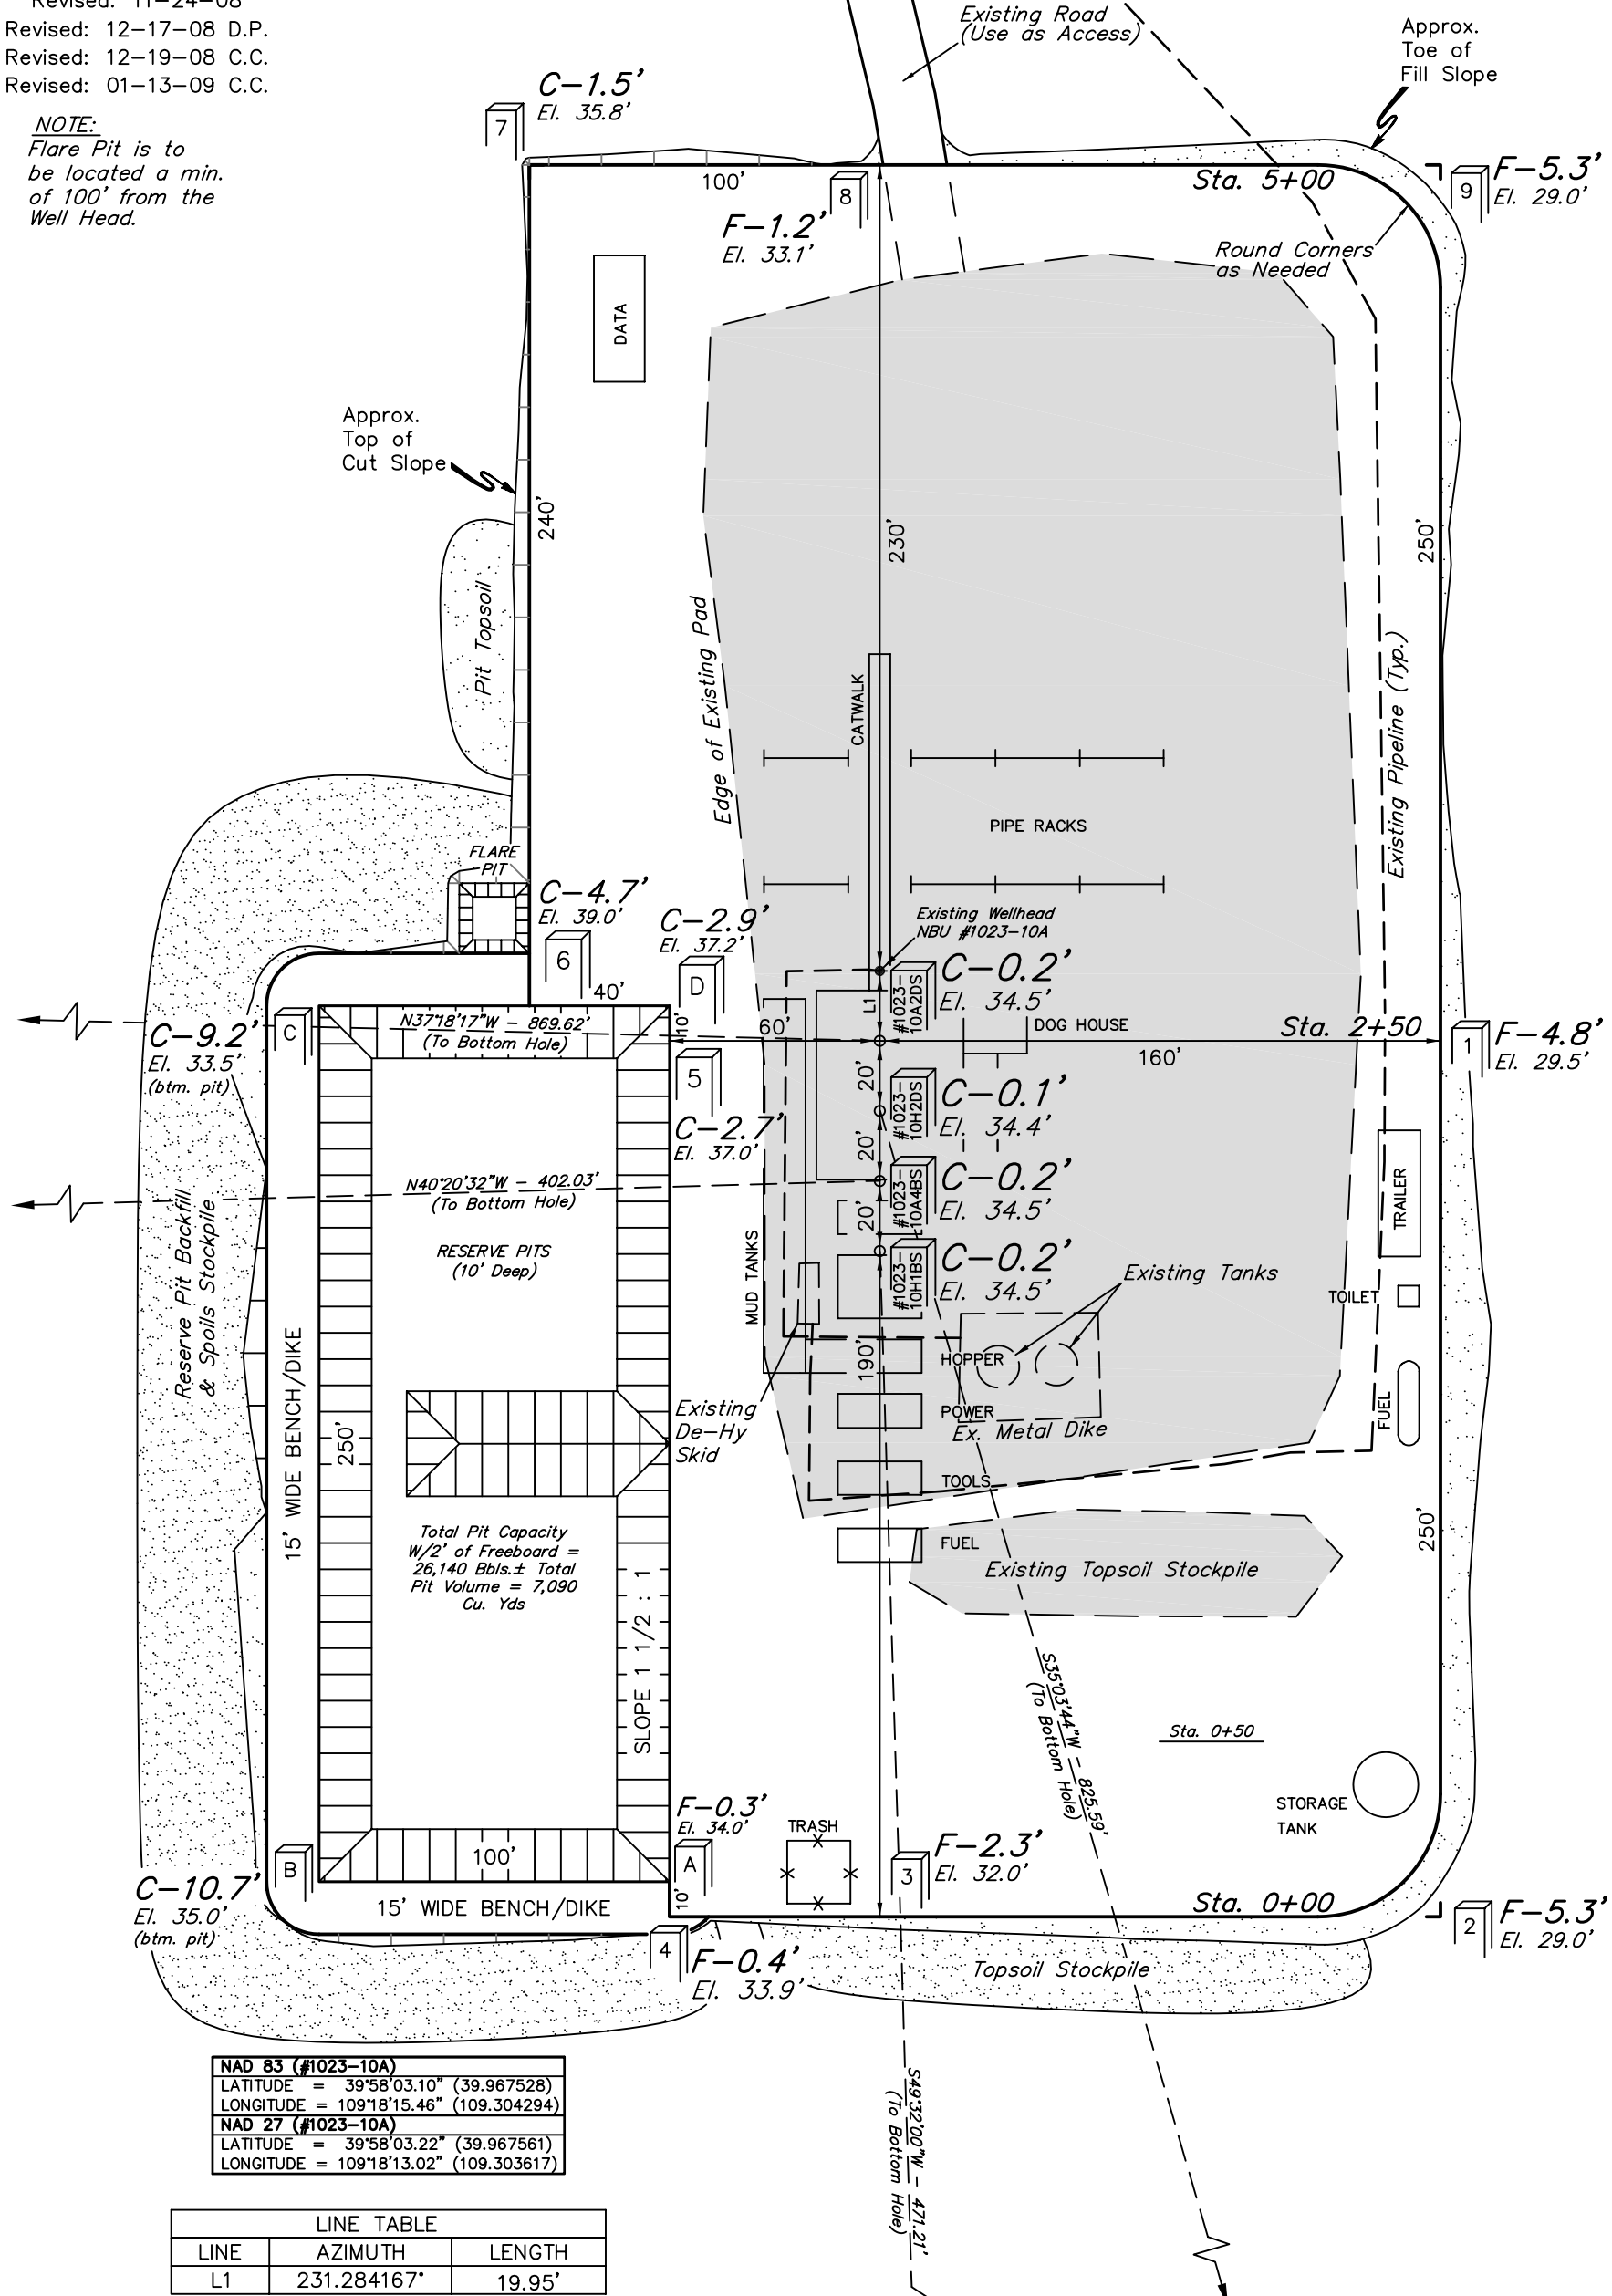 Revised: 11-24-08
Revised: 12-17-08 D.P.
Revised: 12-19-08 C.C.
Revised: 01-13-09 C.C.
NOTE:
Flare Pit is to
be located a min.
of 100' from the
Well Head.
Existing Road
(Use as Access)
Approx.
Toe of
Fill Slope
C-1.5'
El. 35.8'
7
100'
8
F-1.2'
El. 33.1'
Sta. 5+00
9
F-5.3'
El. 29.0'
Round Corners
as Needed
DATA
Approx.
Top of
Cut Slope
240'
230'
250'
Pit Topsoil
Edge of Existing Pad
Existing Pipeline (Typ.)
CATWALK
PIPE RACKS
FLARE
PIT
C-4.7'
El. 39.0'
6
40'
C-2.9'
El. 37.2'
D
10'
Existing Wellhead
NBU #1023-10A
#1023-
10A2DS
C-0.2'
El. 34.5'
L1
60'
DOG HOUSE
Sta. 2+50
160'
1
F-4.8'
El. 29.5'
C
C-9.2'
El. 33.5'
(btm. pit)
N37°18'17"W - 869.62'
(To Bottom Hole)
5
C-2.7'
El. 37.0'
20'
#1023-
10H2DS
C-0.1'
El. 34.4'
20'
#1023-
10A4BS
C-0.2'
El. 34.5'
20'
#1023-
10H1BS
C-0.2'
El. 34.5'
N40°20'32"W - 402.03'
(To Bottom Hole)
RESERVE PITS
(10' Deep)
Reserve Pit Backfill
& Spoils Stockpile
MUD TANKS
TRAILER
TOILET
Existing Tanks
15' WIDE BENCH/DIKE
250'
190'
HOPPER
POWER
Ex. Metal Dike
TOOLS
FUEL
FUEL
Existing
De-Hy
Skid
Existing Topsoil Stockpile
250'
Total Pit Capacity
W/2' of Freeboard =
26,140 Bbls.± Total
Pit Volume = 7,090
Cu. Yds
SLOPE 1 1/2 : 1
S35°03'44"W - 825.59'
(To Bottom Hole)
Sta. 0+50
STORAGE
TANK
F-0.3'
El. 34.0'
A
10'
TRASH
3
F-2.3'
El. 32.0'
Sta. 0+00
2
F-5.3'
El. 29.0'
B
100'
C-10.7'
El. 35.0'
(btm. pit)
15' WIDE BENCH/DIKE
4
F-0.4'
El. 33.9'
Topsoil Stockpile
S49°32'00"W - 471.21'
(To Bottom Hole)
NAD 83 (#1023-10A)
LATITUDE = 39°58'03.10" (39.967528)
LONGITUDE = 109°18'15.46" (109.304294)
NAD 27 (#1023-10A)
LATITUDE = 39°58'03.22" (39.967561)
LONGITUDE = 109°18'13.02" (109.303617)
LINE TABLE
LINE AZIMUTH LENGTH
L1 231.284167° 19.95'